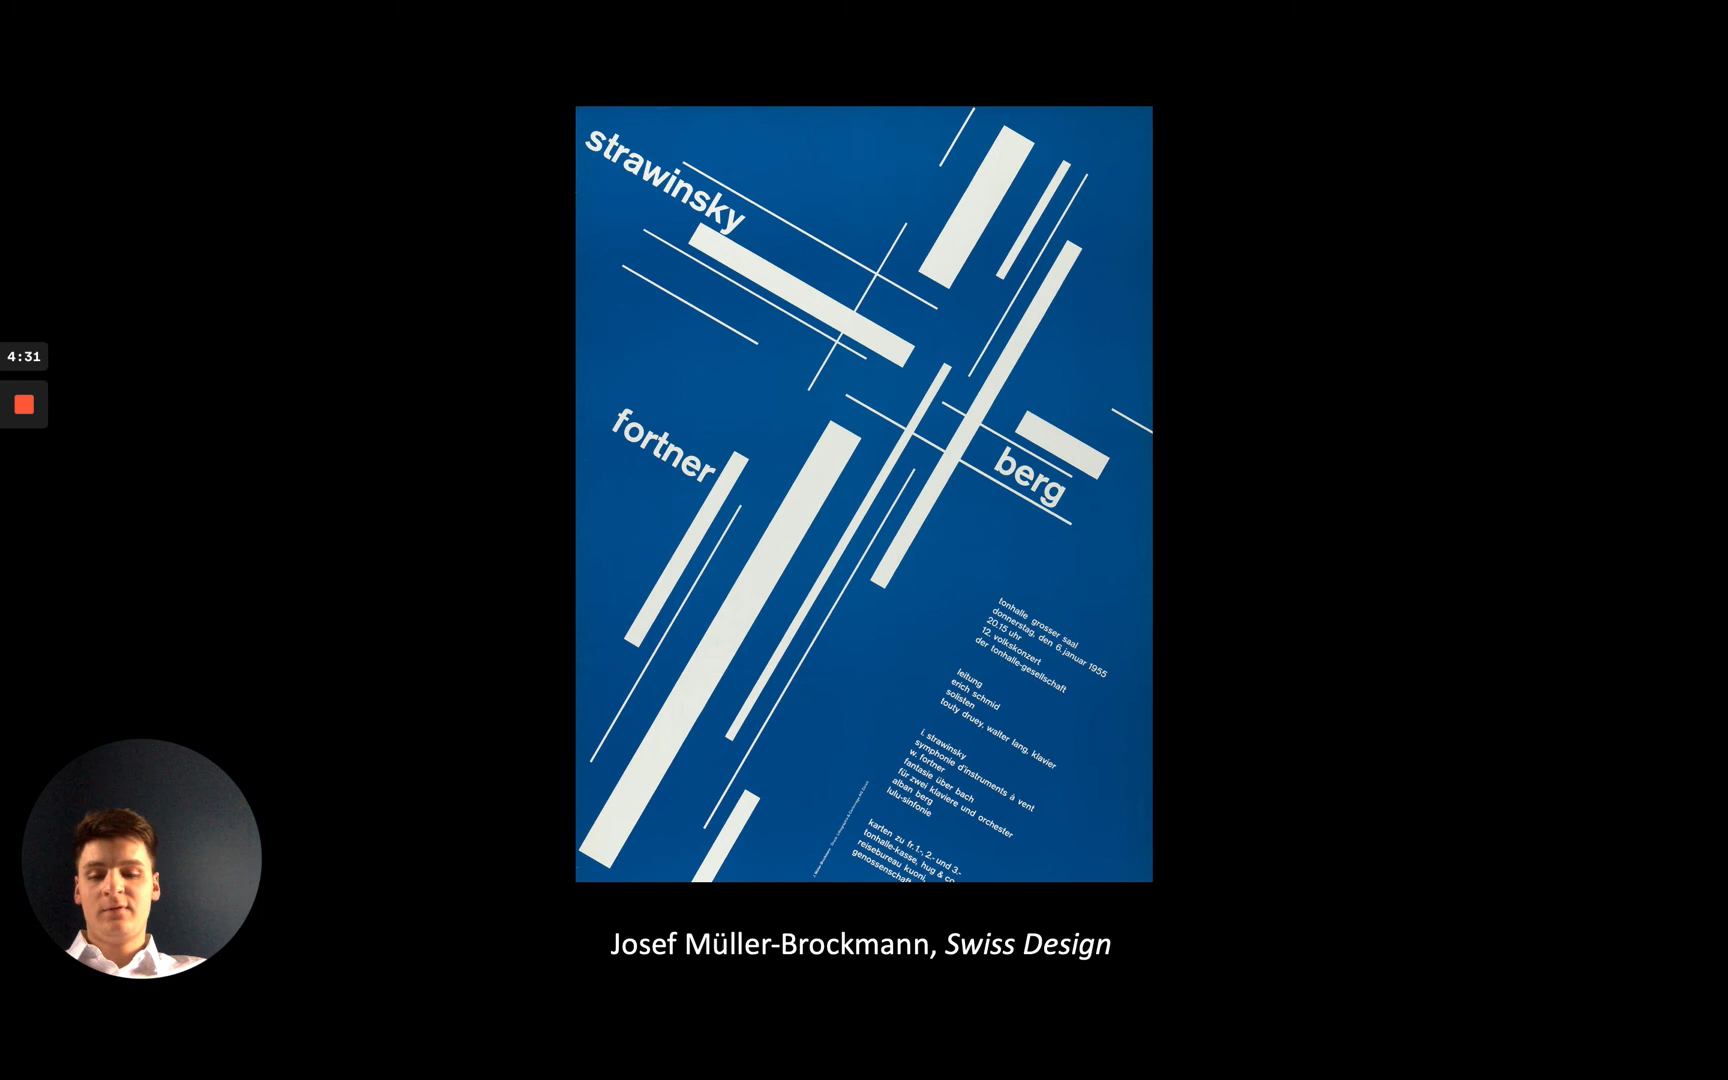 strawinsky
fortner
berg
tonhalle grosser saal
donnerstag, den 6. januar 1955
20.15 uhr
12. volkskonzert
der tonhalle-gesellschaft
leitung
erich schmid
solisten
touty druey, walter lang, klavier
i. strawinsky
symphonie d'instruments à vent
w. fortner
fantasie über bach
für zwei klaviere und orchester
alban berg
lulu-sinfonie
karten zu fr. 1.-, 2.- und 3.-
tonhalle-kasse, hug & co.
reisebureau kuoni,
genossenschaft
4:31
Josef Müller-Brockmann, Swiss Design